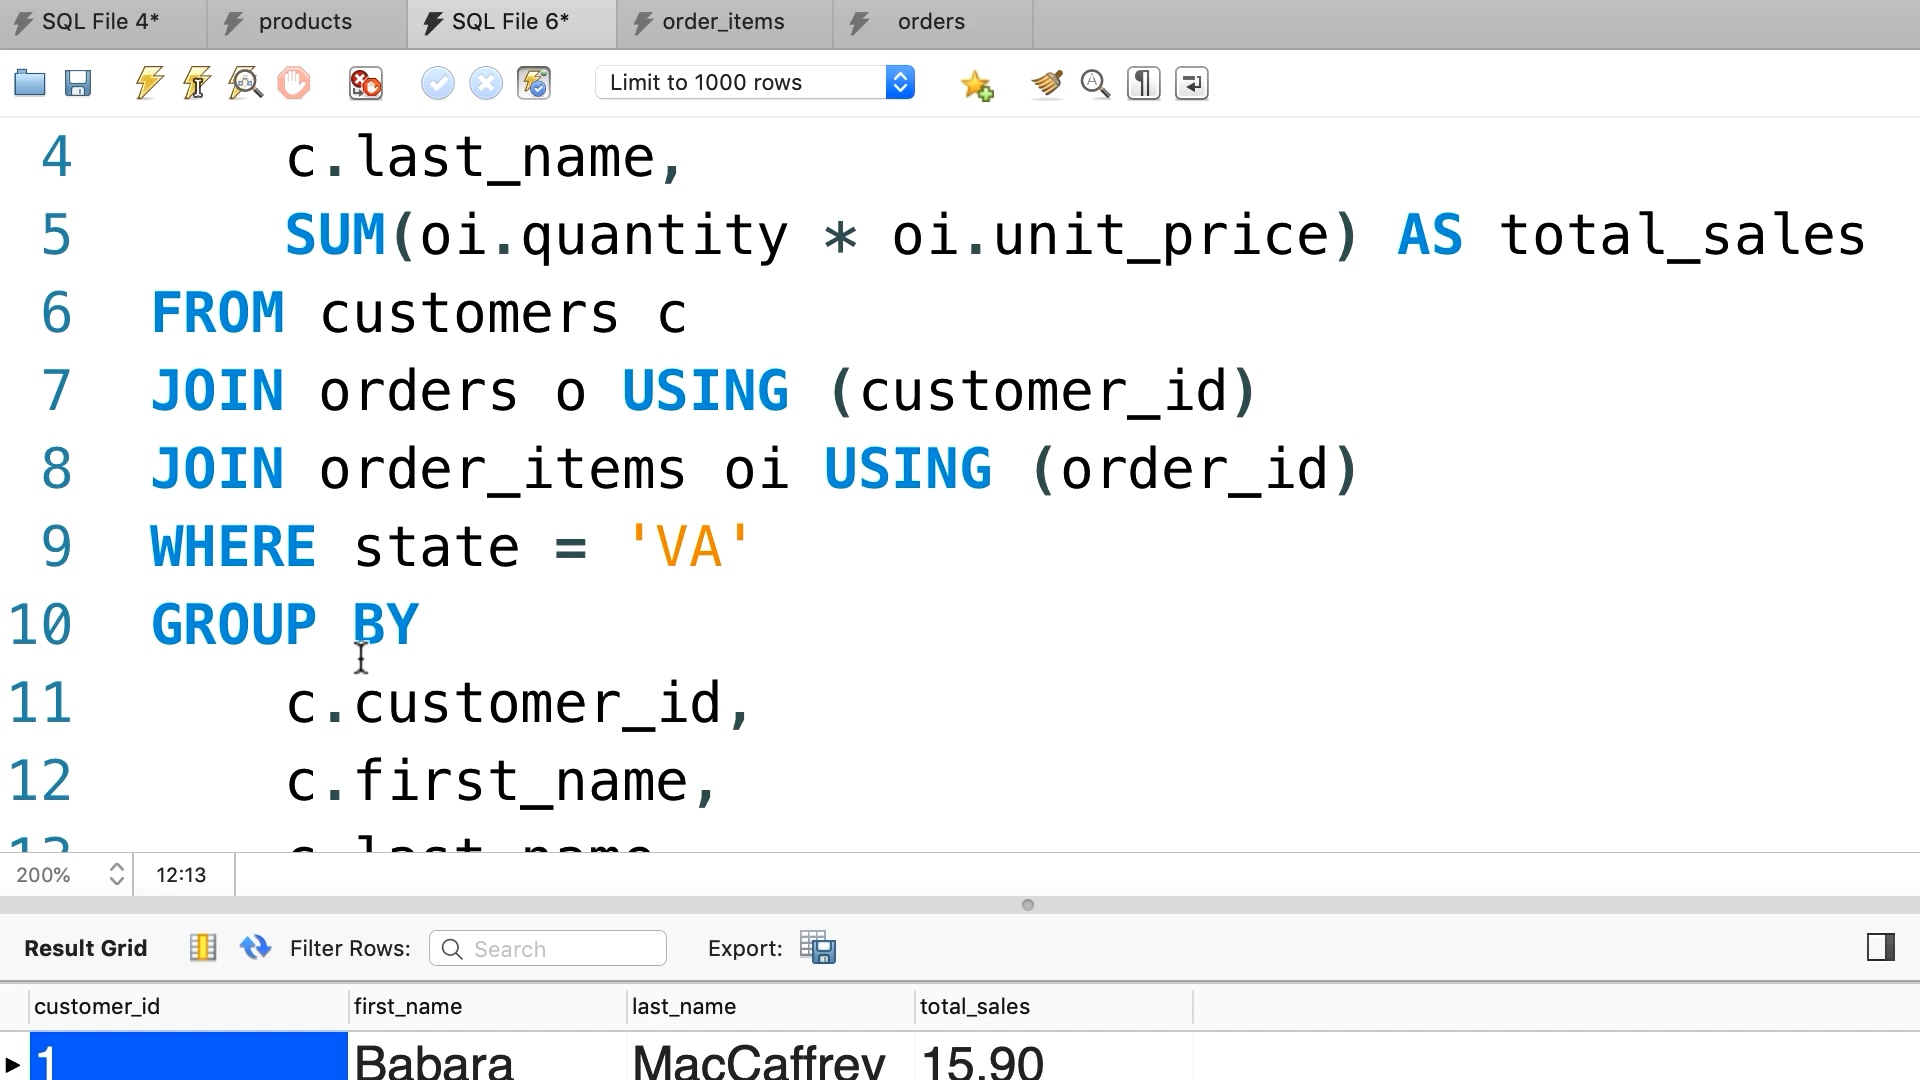 SQL File 4* products SQL File 6* order_items orders
Limit to 1000 rows
4 c.last_name,
5 SUM(oi.quantity * oi.unit_price) AS total_sales
6 FROM customers c
7 JOIN orders o USING (customer_id)
8 JOIN order_items oi USING (order_id)
9 WHERE state = 'VA'
10 GROUP BY
11 c.customer_id,
12 c.first_name,
13 c.last_name
200% 12:13
Result Grid Filter Rows: Search Export:
customer_id first_name last_name total_sales
1 Babara MacCaffrey 15.90